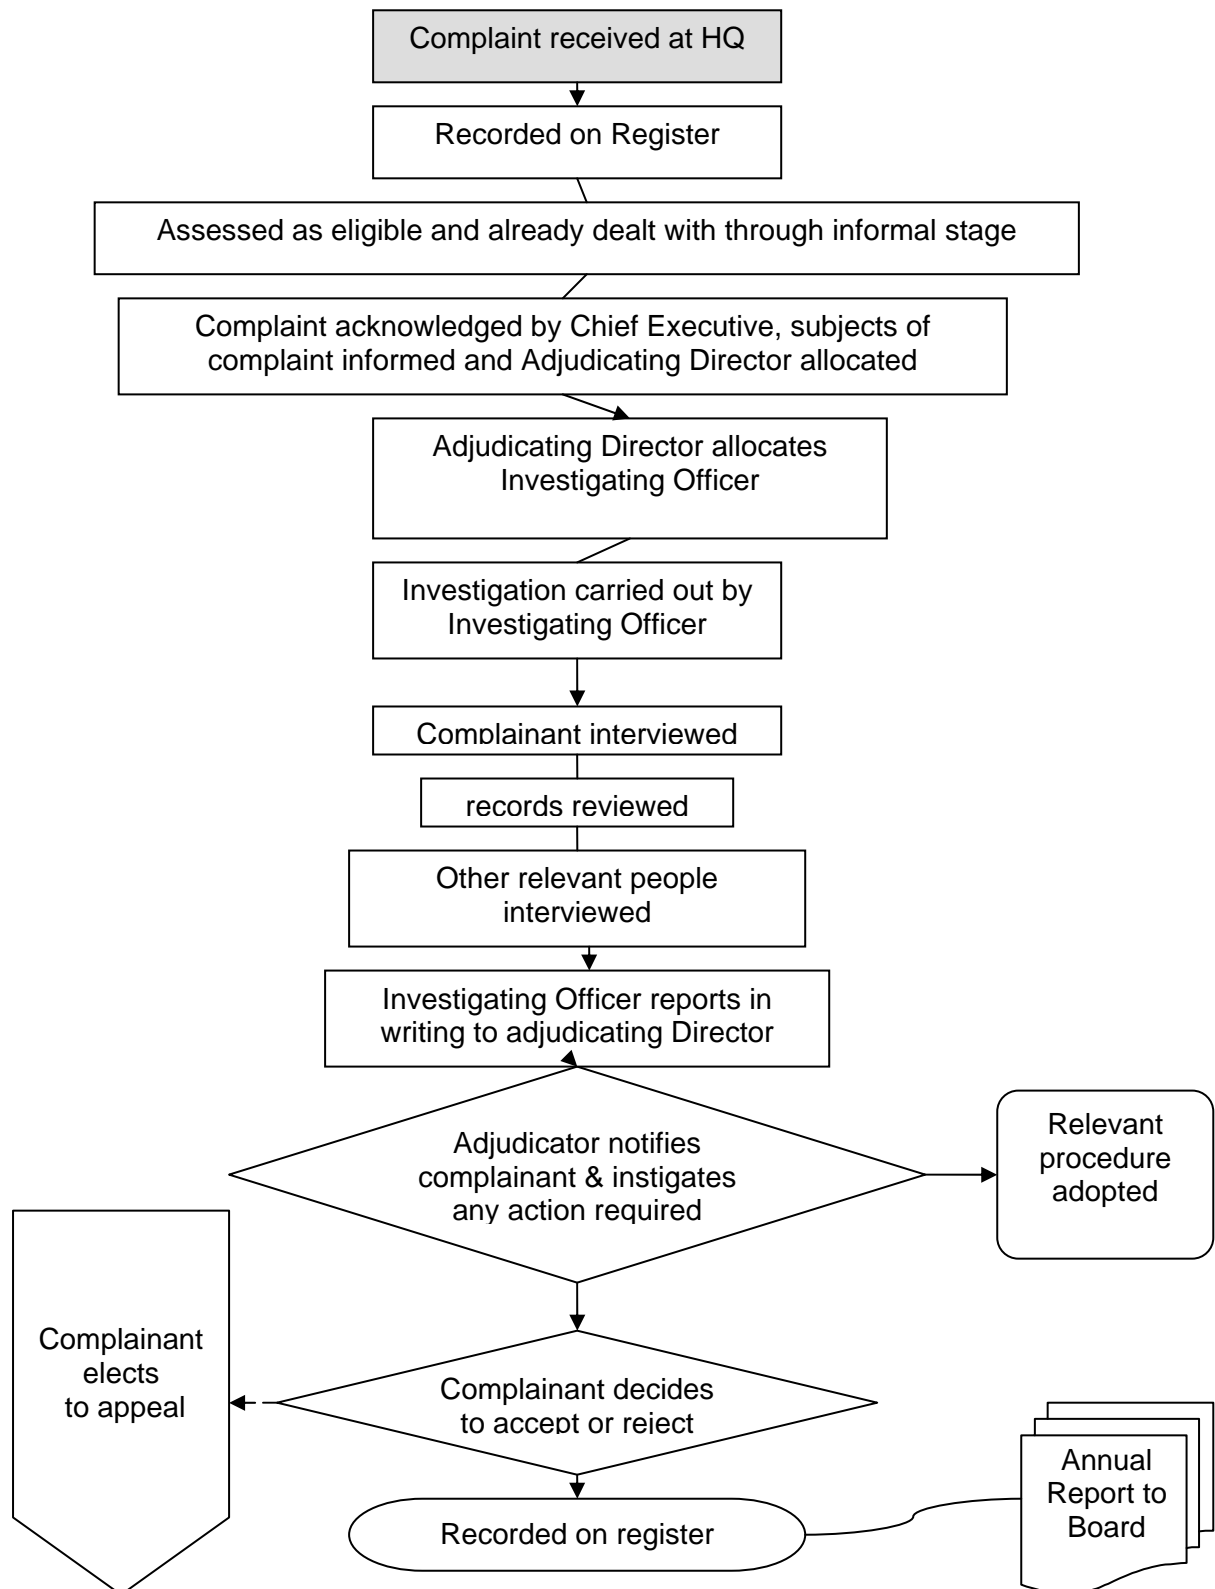 Complaint received at HQ
Recorded on Register
Assessed as eligible and already dealt with through informal stage
Complaint acknowledged by Chief Executive, subjects of
complaint informed and Adjudicating Director allocated
Adjudicating Director allocates
Investigating Officer
Investigation carried out by
Investigating Officer
Complainant interviewed
records reviewed
Other relevant people
interviewed
Investigating Officer reports in
writing to adjudicating Director
Adjudicator notifies
complainant & instigates
any action required
Relevant
procedure
adopted
Complainant
elects
to appeal
Complainant decides
to accept or reject
Annual
Report to
Board
Recorded on register